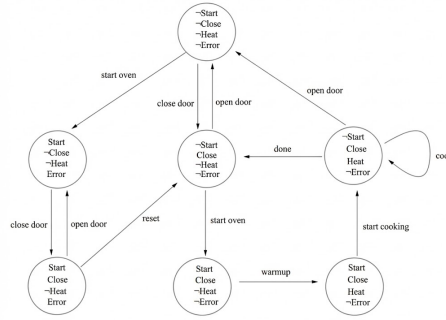 ¬Start
¬Close
¬Heat
¬Error
start oven
close door
open door
open door
Start
¬Close
¬Heat
Error
¬Start
Close
¬Heat
¬Error
done
¬Start
Close
Heat
¬Error
close door
open door
reset
start oven
start cooking
Start
Close
¬Heat
Error
Start
Close
¬Heat
¬Error
warmup
Start
Close
Heat
¬Error